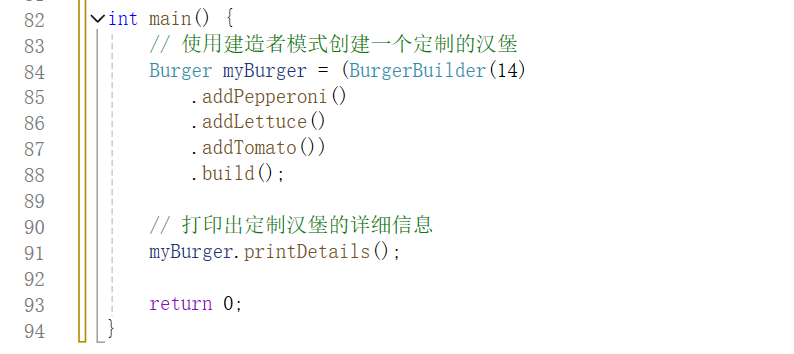 82 int main() {
83 // 使用建造者模式创建一个定制的汉堡
84 Burger myBurger = (BurgerBuilder(14)
85 .addPepperoni()
86 .addLettuce()
87 .addTomato())
88 .build();
89
90 // 打印出定制汉堡的详细信息
91 myBurger.printDetails();
92
93 return 0;
94 }